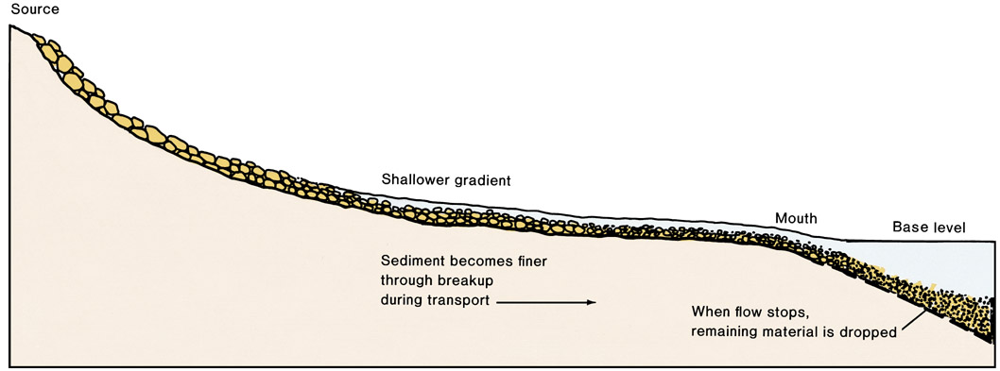 Source
Shallower gradient
Mouth
Base level
Sediment becomes finer
through breakup
during transport
When flow stops,
remaining material is dropped